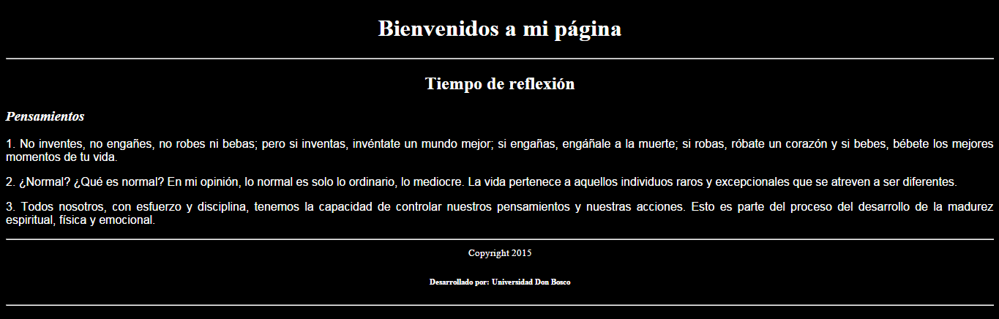 Bienvenidos a mi página
Tiempo de reflexión
Pensamientos
1. No inventes, no engañes, no robes ni bebas; pero si inventas, invéntate un mundo mejor; si engañas, engáñale a la muerte; si robas, róbate un corazón y si bebes, bébete los mejores
momentos de tu vida.
2. ¿Normal? ¿Qué es normal? En mi opinión, lo normal es solo lo ordinario, lo mediocre. La vida pertenece a aquellos individuos raros y excepcionales que se atreven a ser diferentes.
3. Todos nosotros, con esfuerzo y disciplina, tenemos la capacidad de controlar nuestros pensamientos y nuestras acciones. Esto es parte del proceso del desarrollo de la madurez
espiritual, física y emocional.
Copyright 2015
Desarrollado por: Universidad Don Bosco